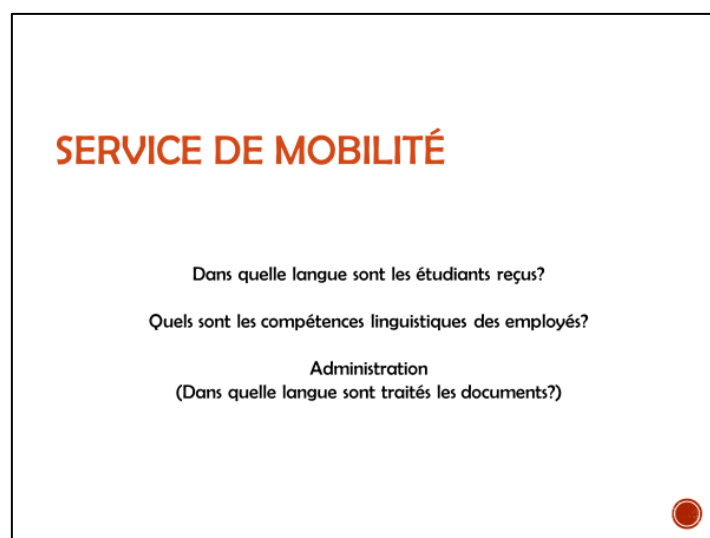 SERVICE DE MOBILITÉ
Dans quelle langue sont les étudiants reçus?
Quels sont les compétences linguistiques des employés?
Administration
(Dans quelle langue sont traités les documents?)